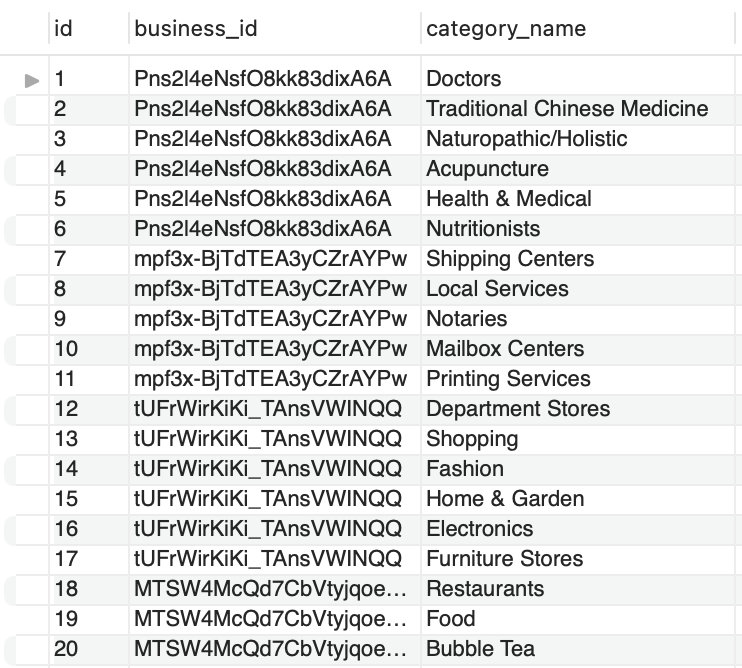 id business_id category_name
1 Pns2l4eNsfO8kk83dixA6A Doctors
2 Pns2l4eNsfO8kk83dixA6A Traditional Chinese Medicine
3 Pns2l4eNsfO8kk83dixA6A Naturopathic/Holistic
4 Pns2l4eNsfO8kk83dixA6A Acupuncture
5 Pns2l4eNsfO8kk83dixA6A Health & Medical
6 Pns2l4eNsfO8kk83dixA6A Nutritionists
7 mpf3x-BjTdTEA3yCZrAYPw Shipping Centers
8 mpf3x-BjTdTEA3yCZrAYPw Local Services
9 mpf3x-BjTdTEA3yCZrAYPw Notaries
10 mpf3x-BjTdTEA3yCZrAYPw Mailbox Centers
11 mpf3x-BjTdTEA3yCZrAYPw Printing Services
12 tUFrWirKiKi_TAnsVWINQQ Department Stores
13 tUFrWirKiKi_TAnsVWINQQ Shopping
14 tUFrWirKiKi_TAnsVWINQQ Fashion
15 tUFrWirKiKi_TAnsVWINQQ Home & Garden
16 tUFrWirKiKi_TAnsVWINQQ Electronics
17 tUFrWirKiKi_TAnsVWINQQ Furniture Stores
18 MTSW4McQd7CbVtyjqoe... Restaurants
19 MTSW4McQd7CbVtyjqoe... Food
20 MTSW4McQd7CbVtyjqoe... Bubble Tea